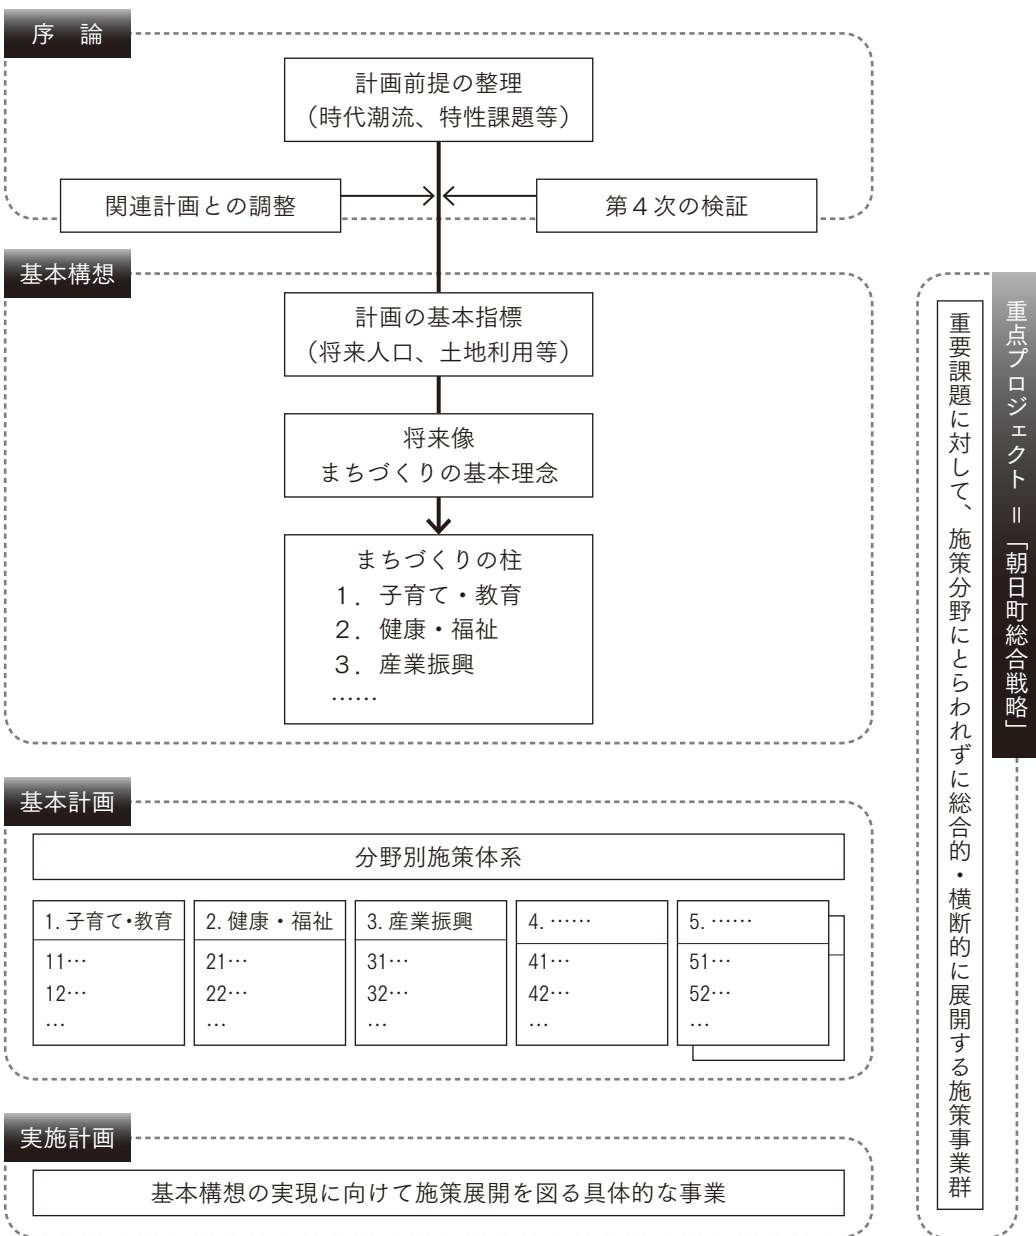 序　論
計画前提の整理
（時代潮流、特性課題等）
関連計画との調整
第４次の検証
基本構想
計画の基本指標
（将来人口、土地利用等）
将来像
まちづくりの基本理念
まちづくりの柱
１．子育て・教育
２．健康・福祉
３．産業振興
……
基本計画
分野別施策体系
1. 子育て・教育
11…
12…
…
2. 健康・福祉
21…
22…
…
3. 産業振興
31…
32…
…
4. ……
41…
42…
…
5. ……
51…
52…
…
実施計画
基本構想の実現に向けて施策展開を図る具体的な事業
重点プロジェクト ＝「朝日町総合戦略」
重要課題に対して、施策分野にとらわれずに総合的・横断的に展開する施策事業群